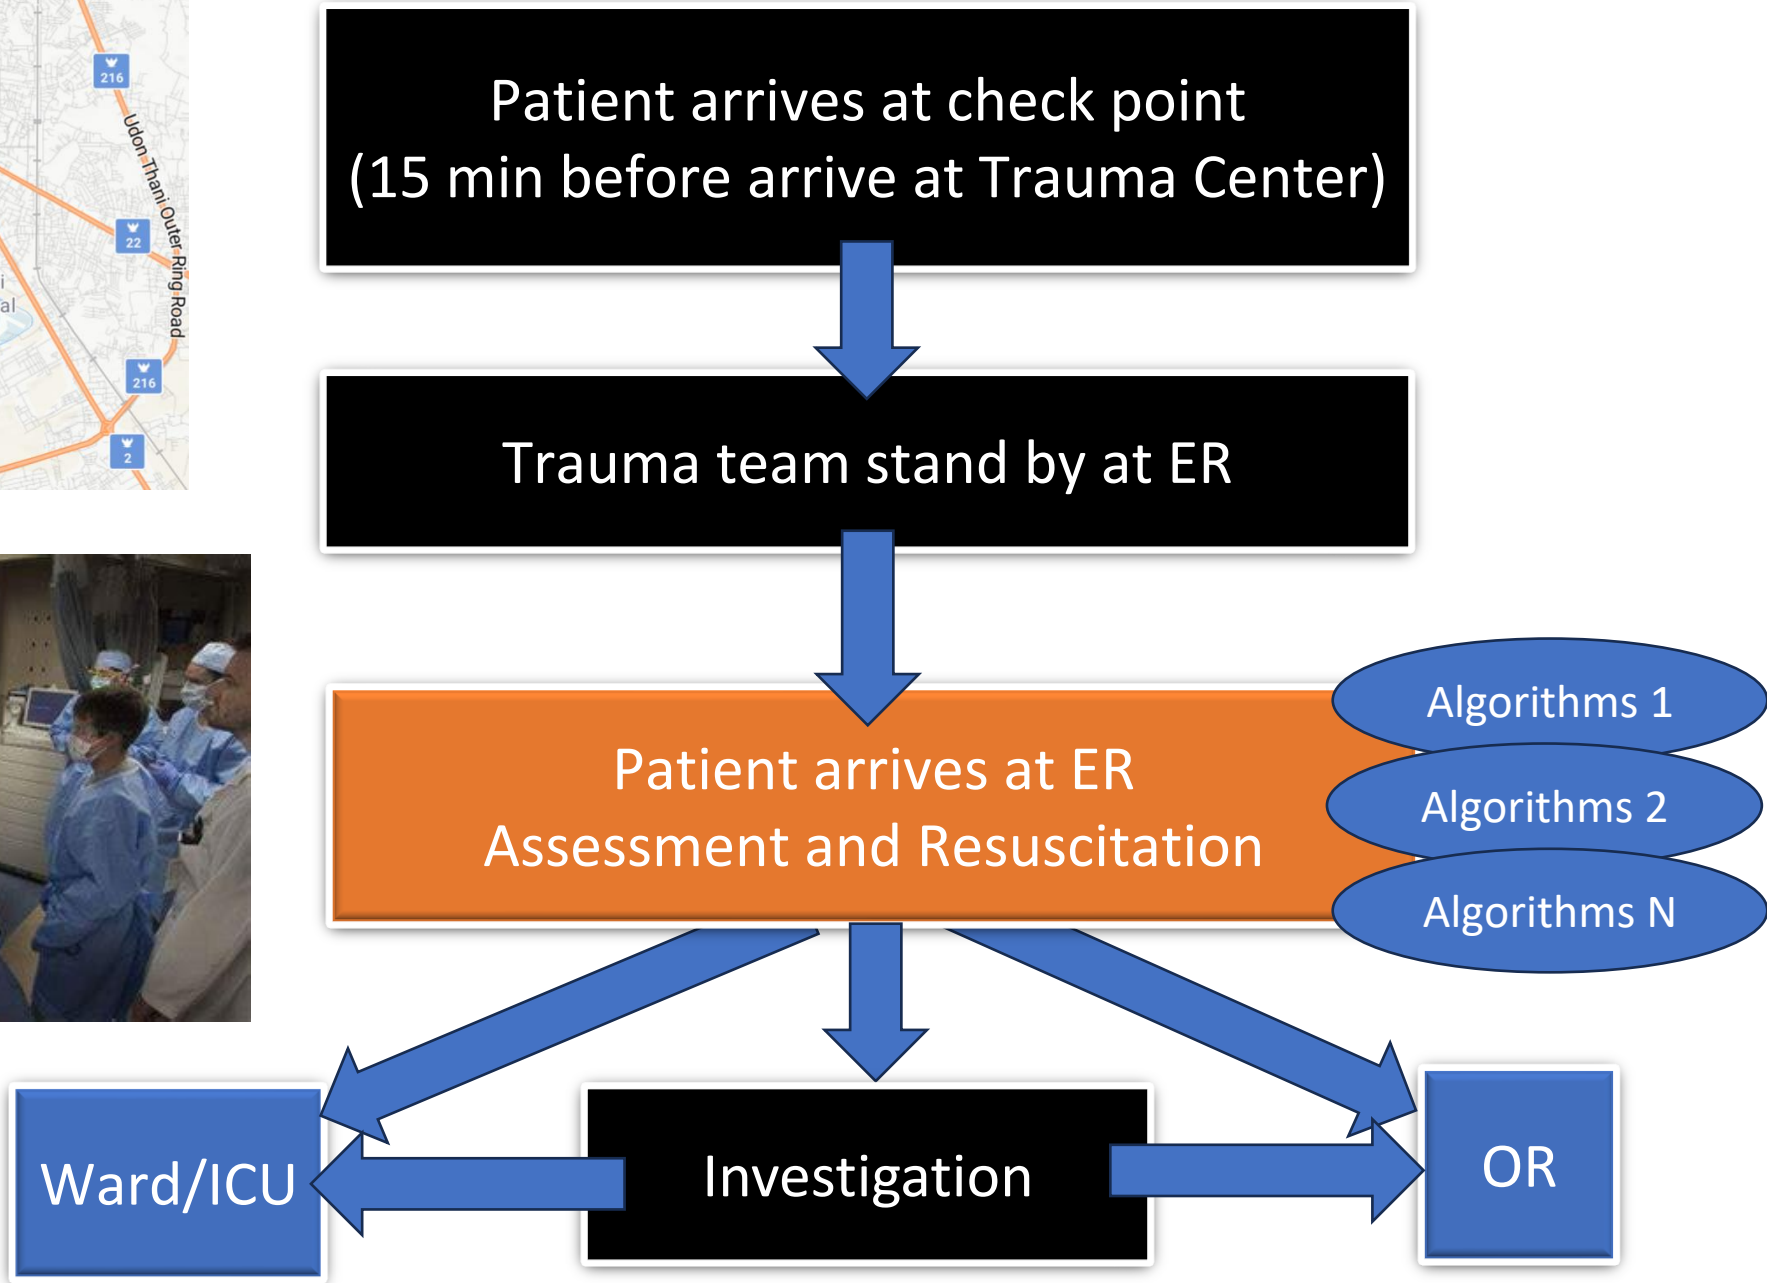 216
Udon Thani Outer Ring Road
22
i
al
216
2
Patient arrives at check point
(15 min before arrive at Trauma Center)
Trauma team stand by at ER
Patient arrives at ER
Assessment and Resuscitation
Algorithms 1
Algorithms 2
Algorithms N
Ward/ICU
Investigation
OR